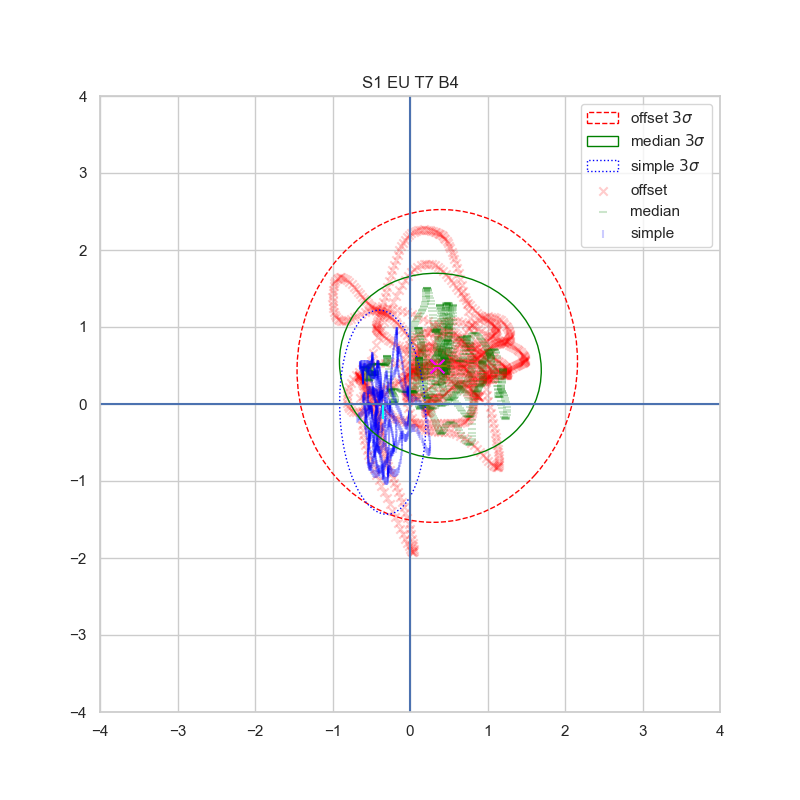 S1 EU T7 B4
offset 3σ
median 3σ
simple 3σ
offset
median
simple
4
3
2
1
0
−1
−2
−3
−4
−4 −3 −2 −1 0 1 2 3 4